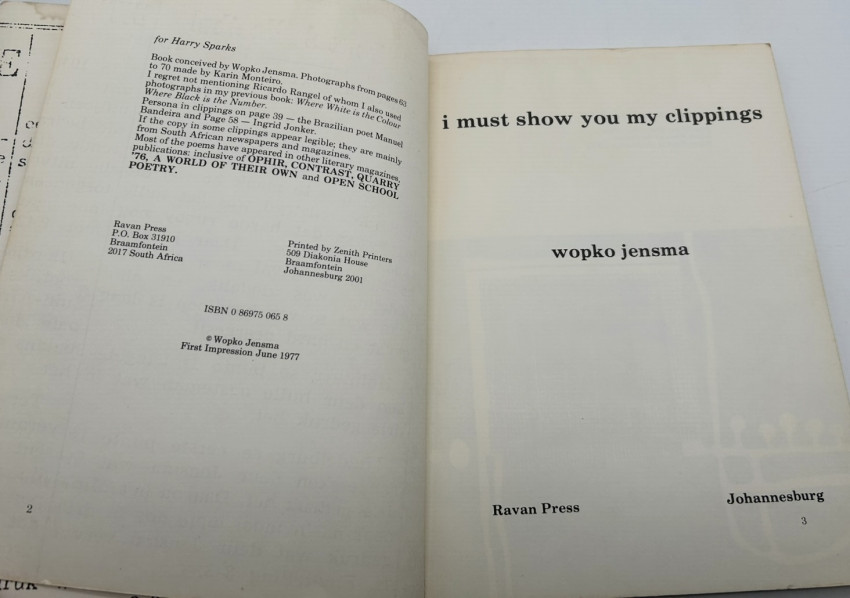 for Harry Sparks
Book conceived by Wopko Jensma. Photographs from pages 63
to 70 made by Karin Monteiro.
I regret not mentioning Ricardo Rangel of whom I also used
photographs in my previous book: Where White is the Colour
Where Black is the Number.
Persona in clippings on page 39 — the Brazilian poet Manuel
Bandeira and Page 58 — Ingrid Jonker.
If the copy in some clippings appear legible; they are mainly
from South African newspapers and magazines.
Most of the poems have appeared in other literary magazines,
publications: inclusive of OPHIR, CONTRAST, QUARRY
'76, A WORLD OF THEIR OWN and OPEN SCHOOL
POETRY.
Ravan Press
P.O. Box 31910
Braamfontein
2017 South Africa
Printed by Zenith Printers
509 Diakonia House
Braamfontein
Johannesburg 2001
ISBN 0 86975 065 8
© Wopko Jensma
First Impression June 1977
2
i must show you my clippings
wopko jensma
Ravan Press
Johannesburg
3